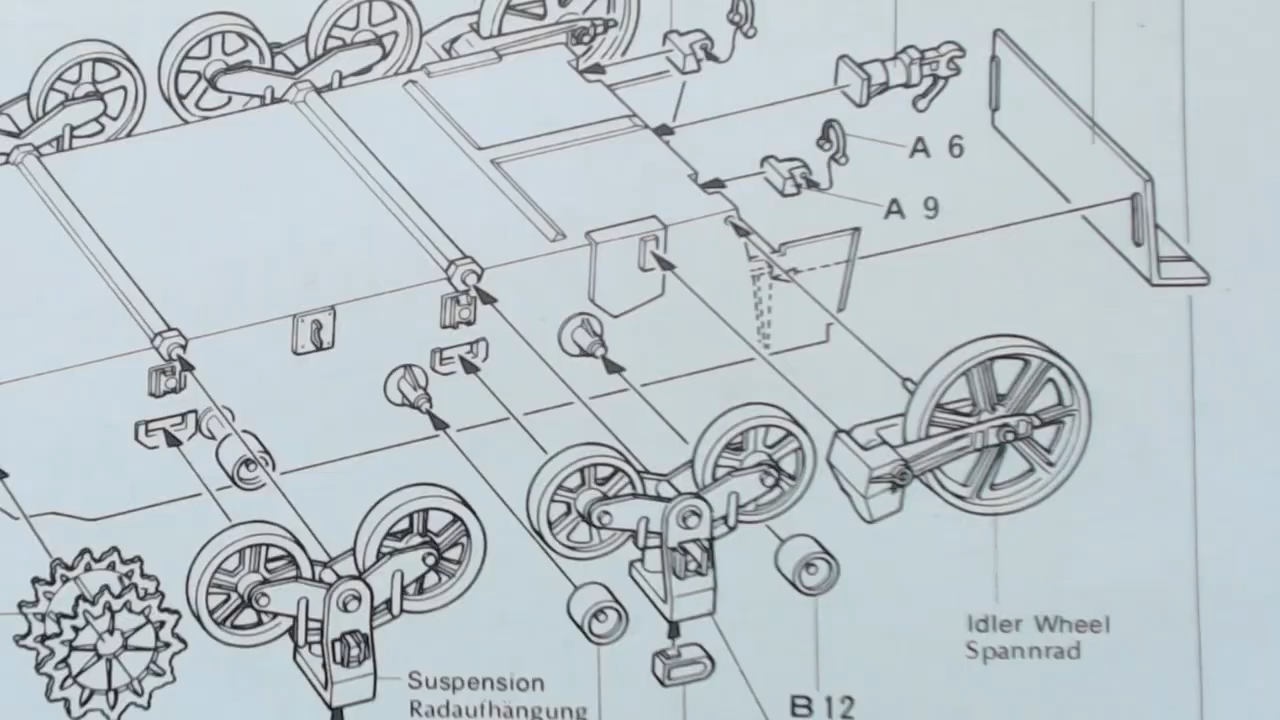 A 6
A 9
Idler Wheel
Spannrad
Suspension
Radaufhängung
B 12